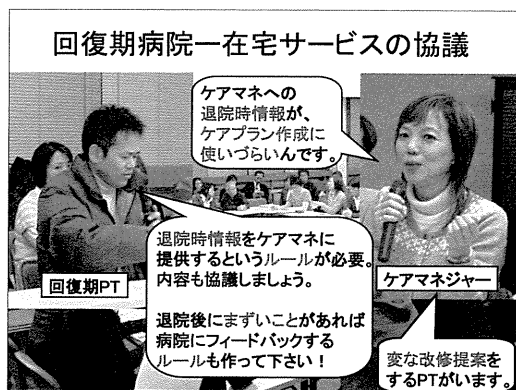 回復期病院ー在宅サービスの協議
ケアマネへの
退院時情報が、
ケアプラン作成に
使いづらいんです。
退院時情報をケアマネに
提供するというルールが必要。
内容も協議しましょう。
退院後にまずいことがあれば
病院にフィードバックする
ルールも作って下さい！
回復期PT
ケアマネジャー
変な改修提案を
するPTがいます。